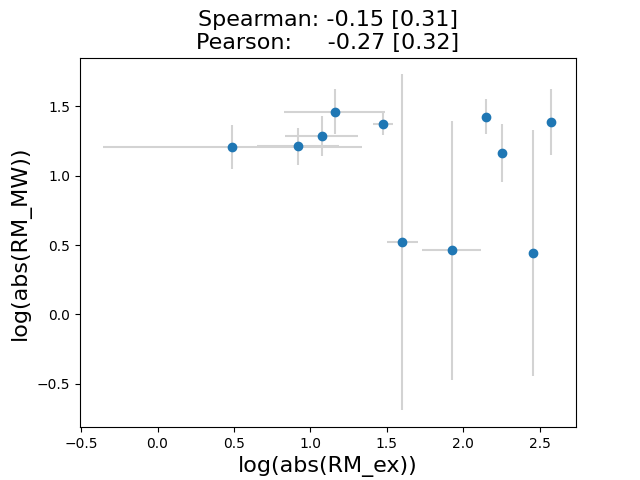 Spearman: -0.15 [0.31]
Pearson: -0.27 [0.32]
log(abs(RM_MW))
1.5
1.0
0.5
0.0
−0.5
−0.5 0.0 0.5 1.0 1.5 2.0 2.5
log(abs(RM_ex))